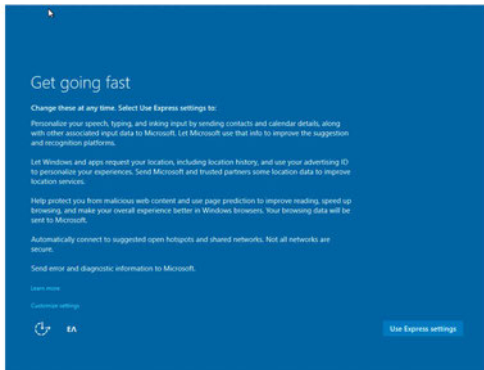 Get going fast
Change these at any time. Select Use Express settings to:
Personalize your speech, typing, and inking input by sending contacts and calendar details, along
with other associated input data to Microsoft. Let Microsoft use that info to improve the suggestion
and recognition platforms.
Let Windows and apps request your location, including location history, and use your advertising ID
to personalize your experiences. Send Microsoft and trusted partners some location data to improve
location services.
Help protect you from malicious web content and use page prediction to improve reading, speed up
browsing, and make your overall experience better in Windows browsers. Your browsing data will be
sent to Microsoft.
Automatically connect to suggested open hotspots and shared networks. Not all networks are
secure.
Send error and diagnostic information to Microsoft.
Learn more
Customize settings
ΕΛ
Use Express settings